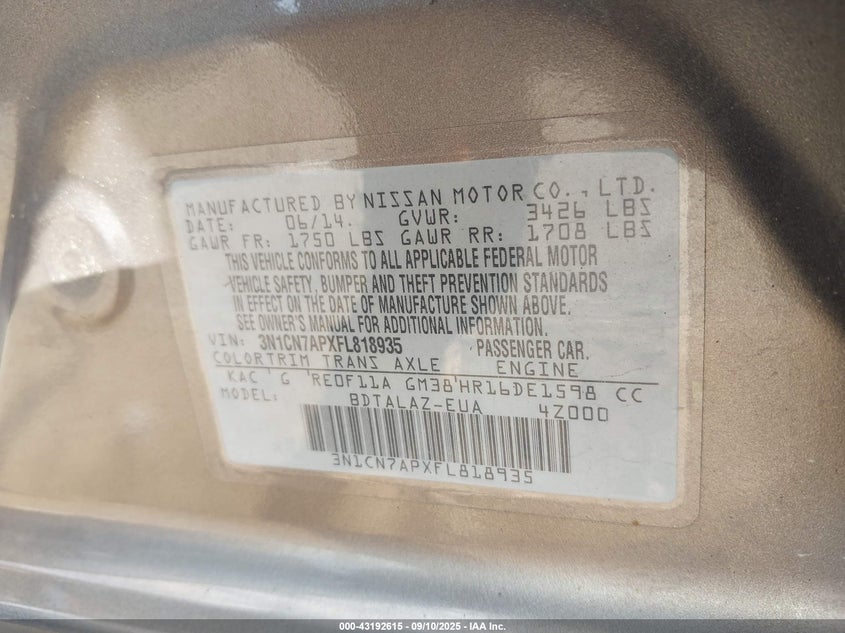 MANUFACTURED BY NISSAN MOTOR CO., LTD.
DATE: 06/14. GVWR: 3426 LBS
GAWR FR: 1750 LBS GAWR RR: 1708 LBS
THIS VEHICLE CONFORMS TO ALL APPLICABLE FEDERAL MOTOR
VEHICLE SAFETY, BUMPER AND THEFT PREVENTION STANDARDS
IN EFFECT ON THE DATE OF MANUFACTURE SHOWN ABOVE.
SEE OWNER'S MANUAL FOR ADDITIONAL INFORMATION.
VIN: 3N1CN7APXFL818935 PASSENGER CAR.
COLORTRIM TRANS AXLE ENGINE
KAC G RE0F11A GM38 HR16DE1598 CC
MODEL: BDTALAZ-EUA 4Z000
3N1CN7APXFL818935
000-43192615 - 09/10/2025 - IAA Inc.